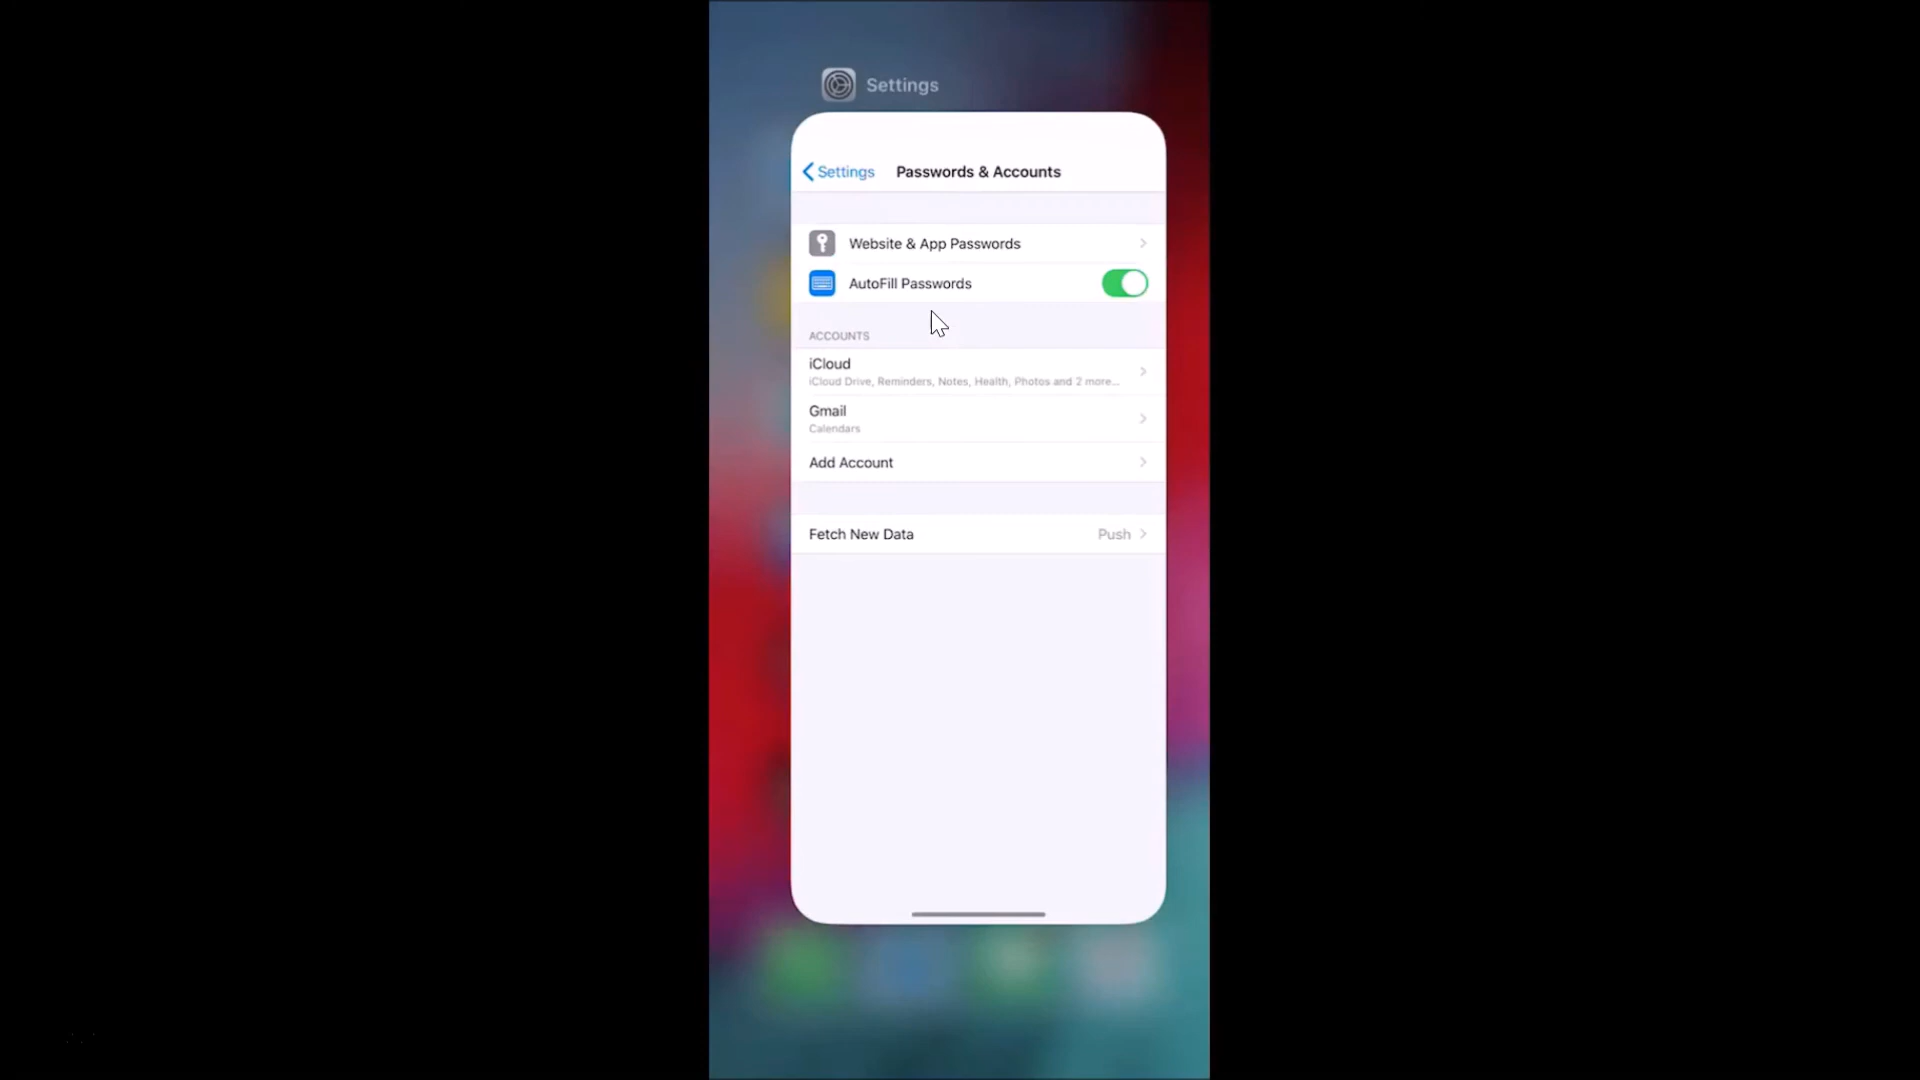 Settings
Settings
Passwords & Accounts
Website & App Passwords
AutoFill Passwords
ACCOUNTS
iCloud
iCloud Drive, Reminders, Notes, Health, Photos and 2 more...
Gmail
Calendars
Add Account
Fetch New Data
Push